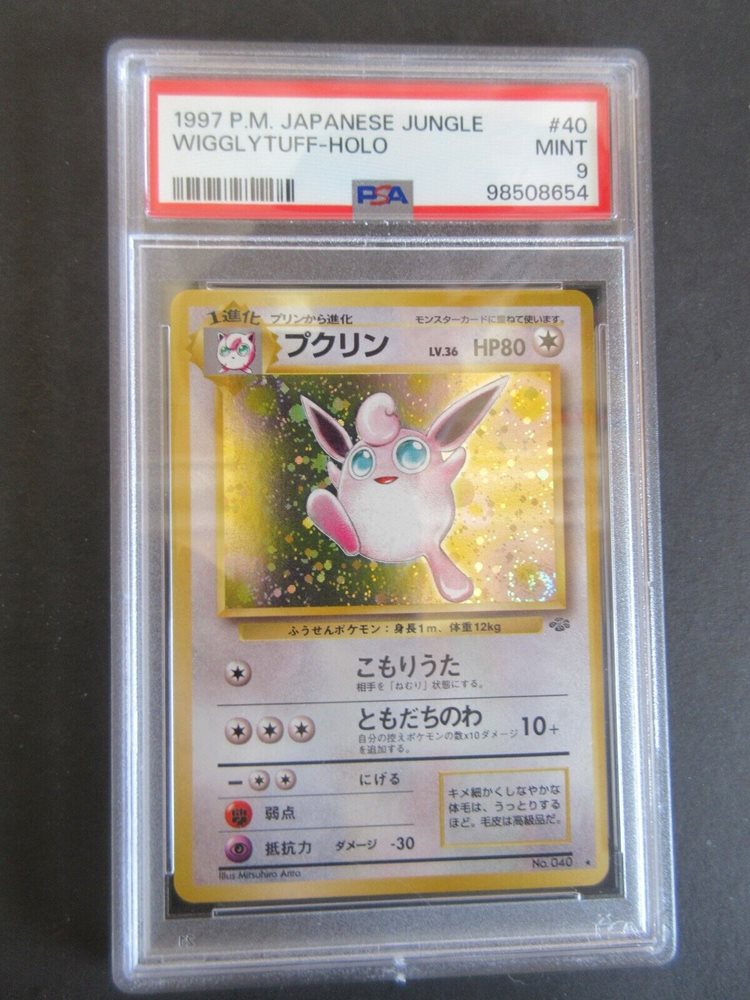 1997 P.M. JAPANESE JUNGLE #40
WIGGLYTUFF-HOLO MINT
9
PSA 98508654
1進化 プリンから進化 モンスターカードに重ねて使います。
プクリン LV.36 HP80
ふうせんポケモン：身長1m、体重12kg
こもりうた
相手を「ねむり」状態にする。
ともだちのわ 10+
自分の控えポケモンの数x10ダメージ
を追加する。
にげる
弱点
抵抗力 ダメージ -30
キメ細かくしなやかな
体毛は、うっとりする
ほど。毛皮は高級品だ。
No. 040
Illus Mitsuhiro Arita